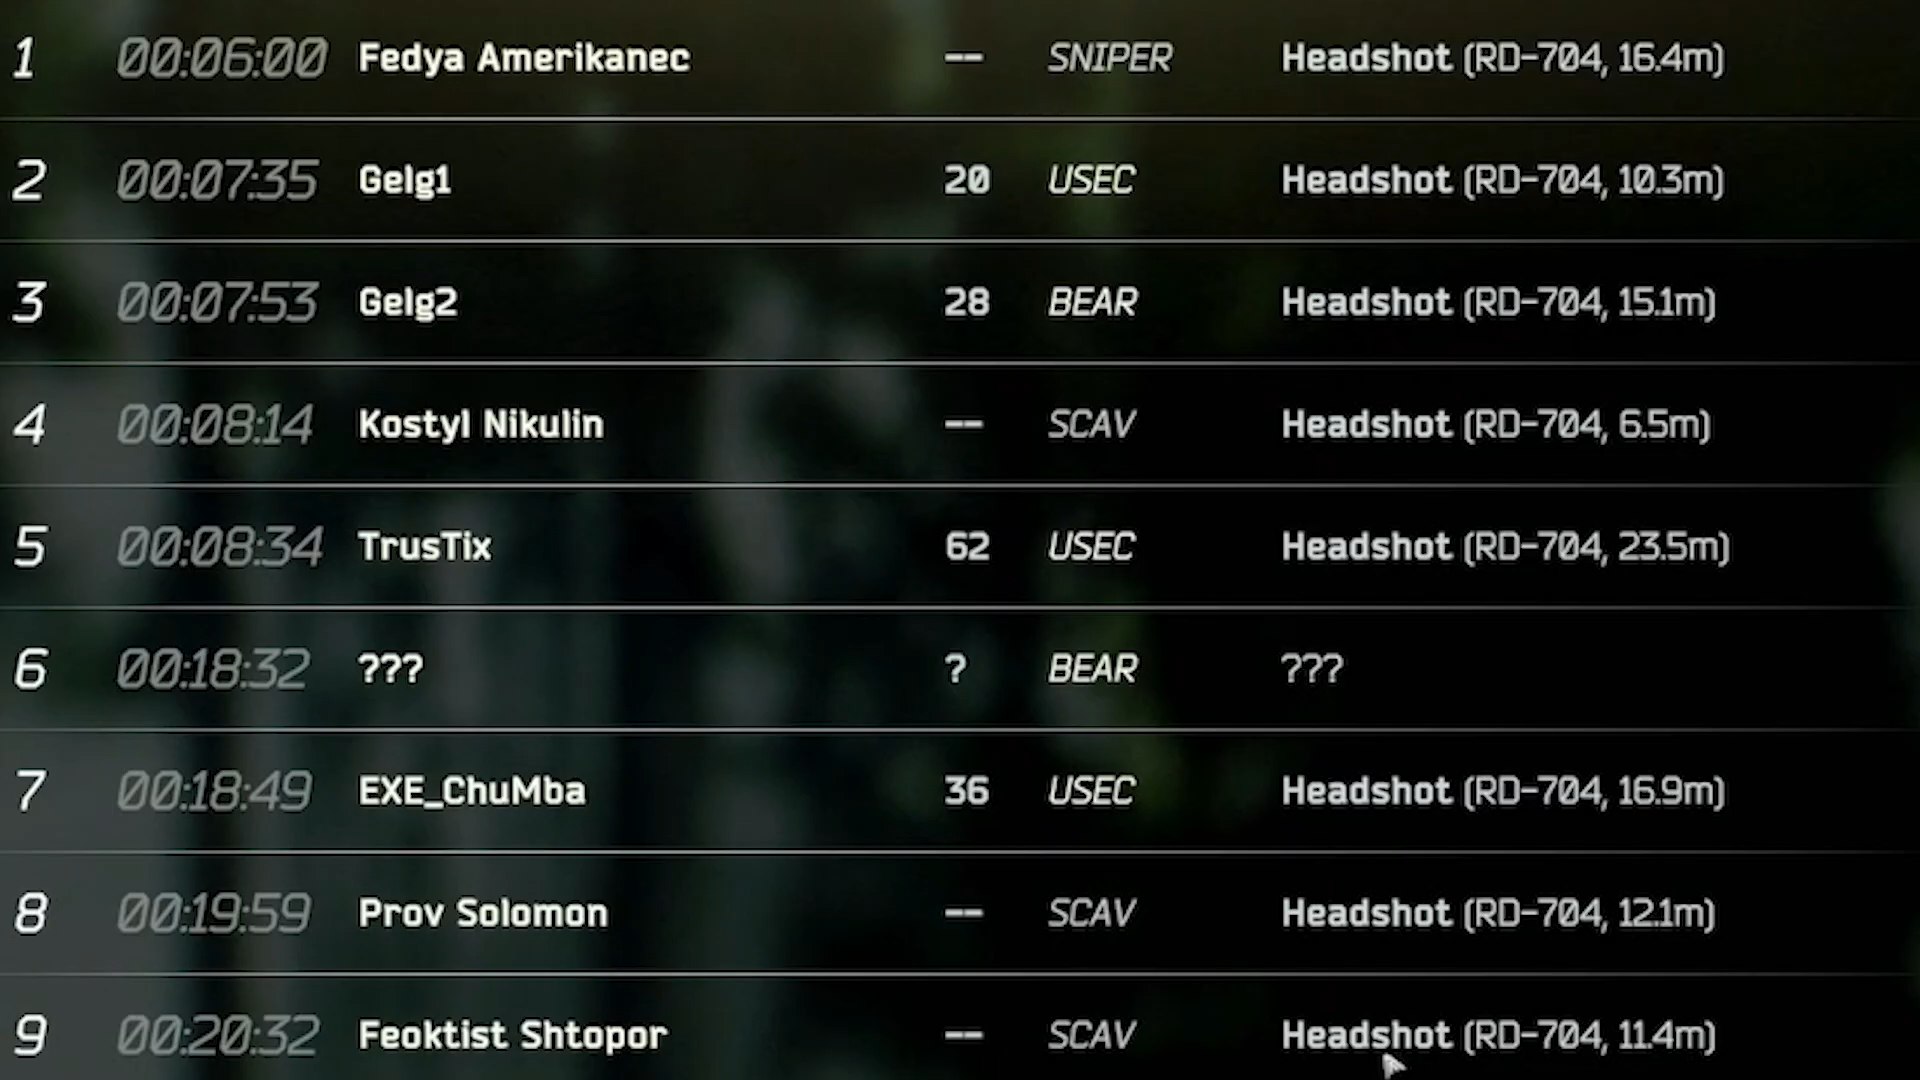 1 00:06:00 Fedya Amerikanec -- SNIPER Headshot (RD-704, 16.4m)
2 00:07:35 Gelg1 20 USEC Headshot (RD-704, 10.3m)
3 00:07:53 Gelg2 28 BEAR Headshot (RD-704, 15.1m)
4 00:08:14 Kostyl Nikulin -- SCAV Headshot (RD-704, 6.5m)
5 00:08:34 TrusTix 62 USEC Headshot (RD-704, 23.5m)
6 00:18:32 ??? ? BEAR ???
7 00:18:49 EXE_ChuMba 36 USEC Headshot (RD-704, 16.9m)
8 00:19:59 Prov Solomon -- SCAV Headshot (RD-704, 12.1m)
9 00:20:32 Feoktist Shtopor -- SCAV Headshot (RD-704, 11.4m)